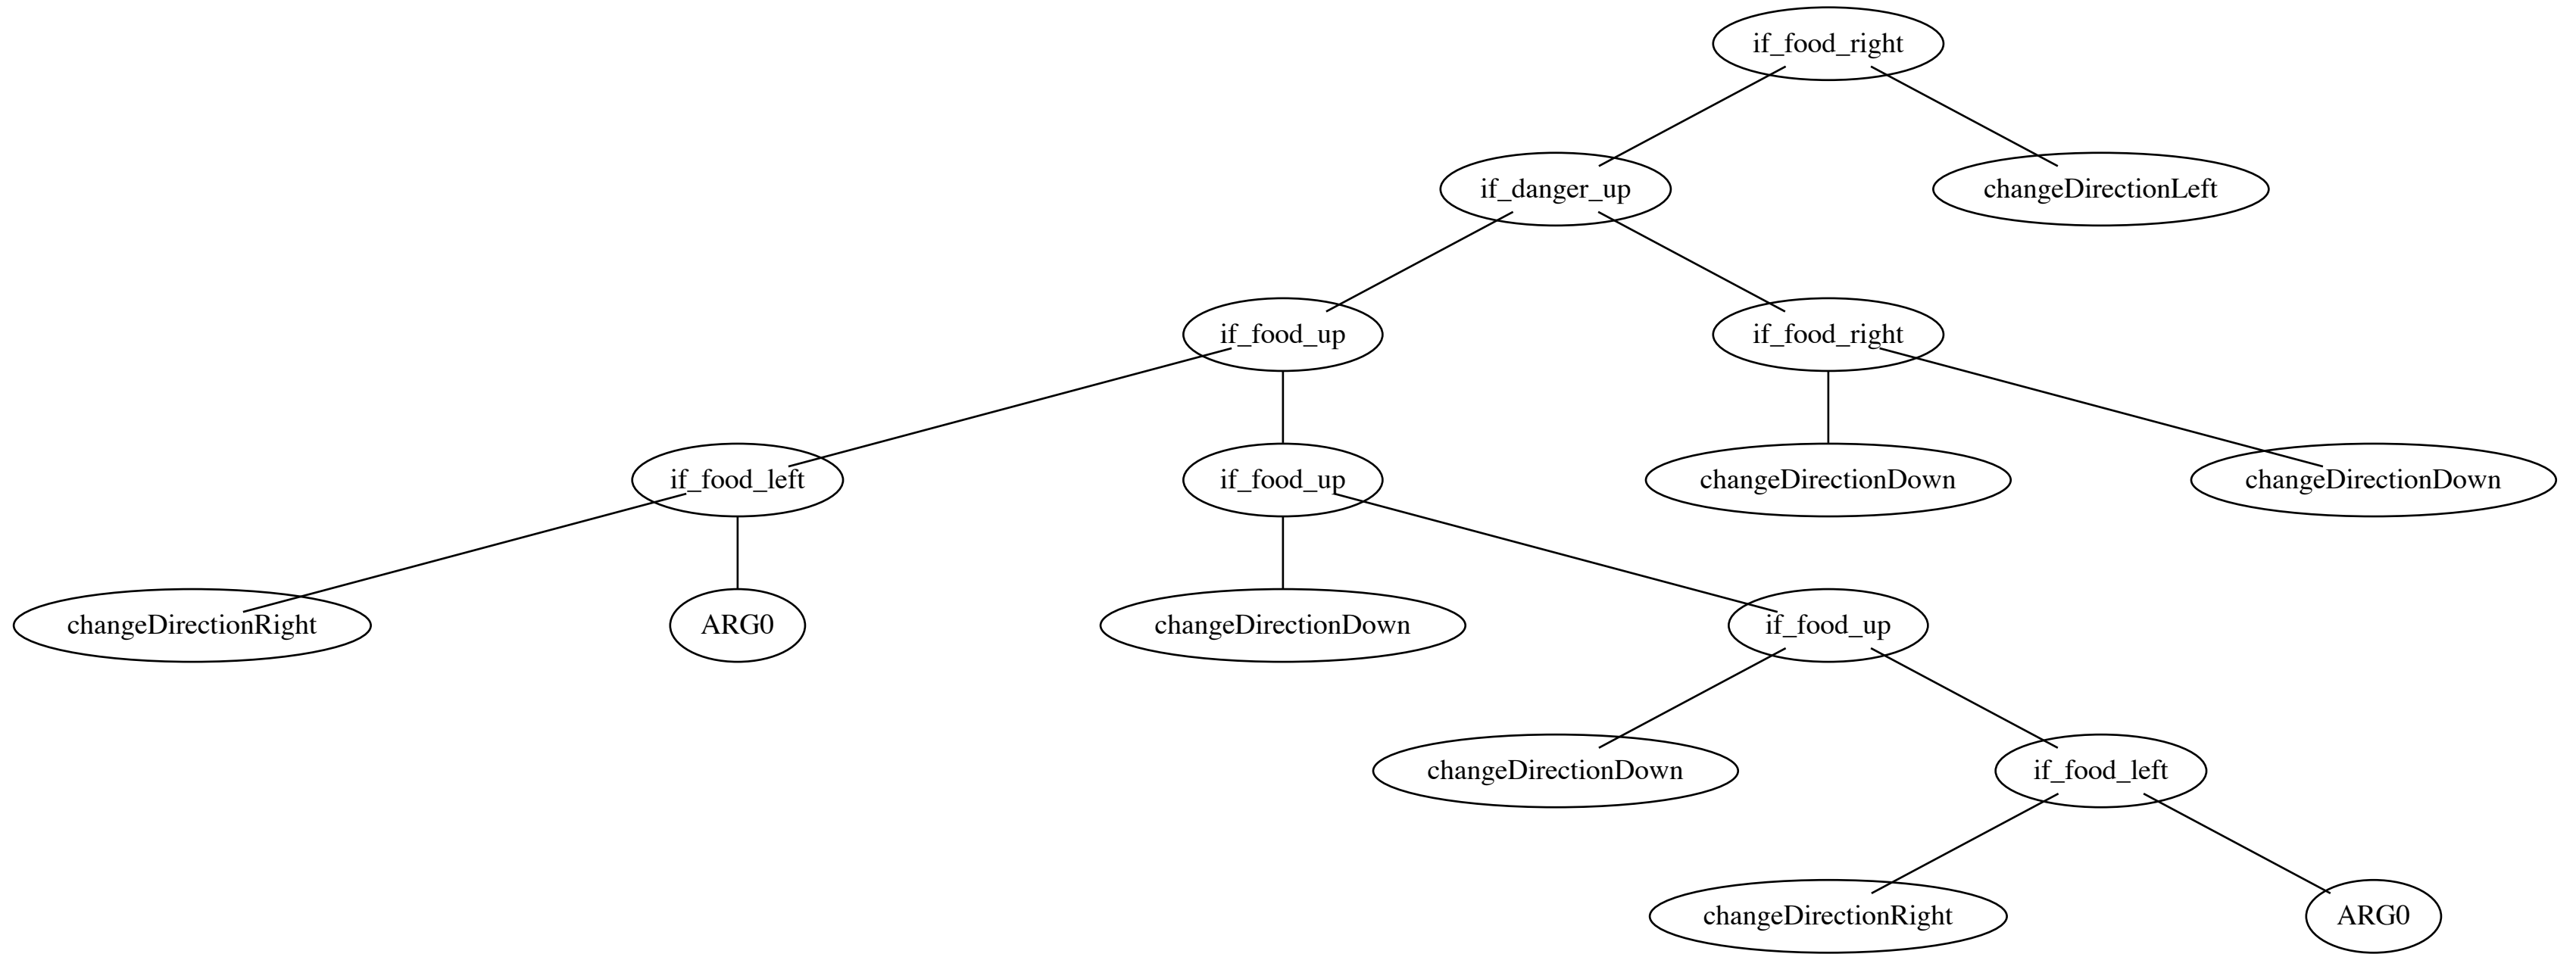 if_food_right
if_danger_up
changeDirectionLeft
if_food_up
if_food_right
if_food_left
if_food_up
changeDirectionDown
changeDirectionDown
changeDirectionRight
ARG0
changeDirectionDown
if_food_up
changeDirectionDown
if_food_left
changeDirectionRight
ARG0